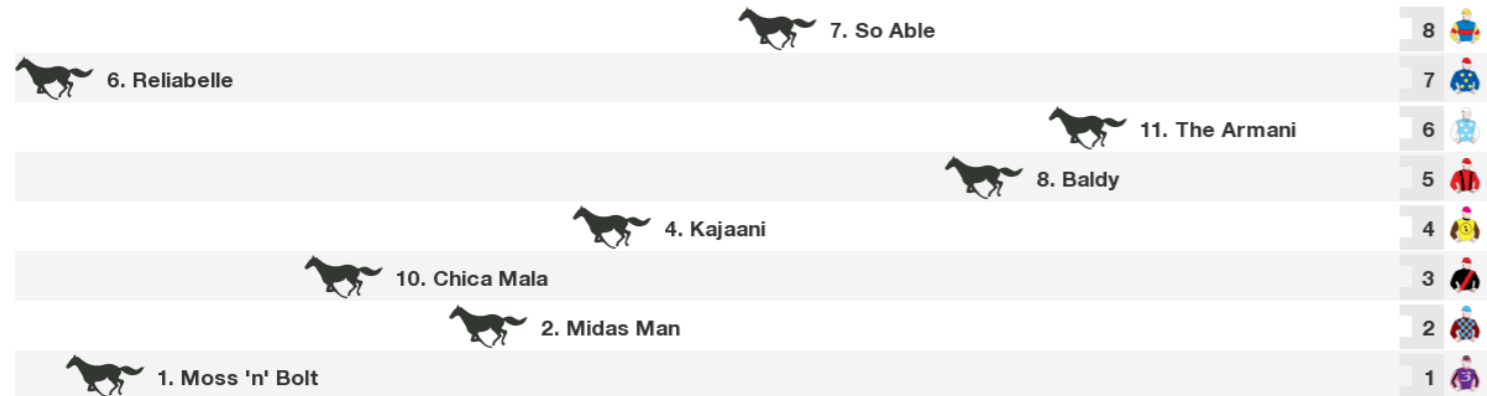 7. So Able 8
6. Reliabelle 7
11. The Armani 6
8. Baldy 5
4. Kajaani 4
10. Chica Mala 3
2. Midas Man 2
1. Moss 'n' Bolt 1 3